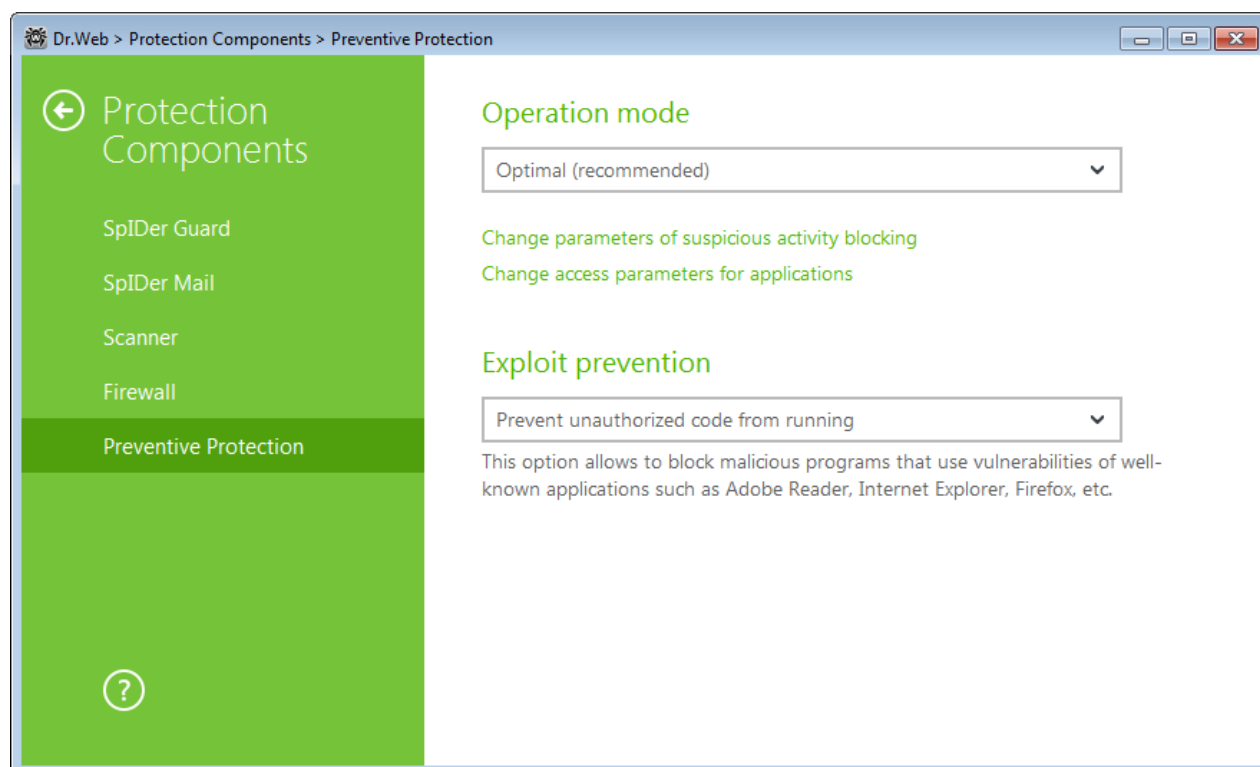 Dr.Web > Protection Components > Preventive Protection
Protection
Components
SpIDer Guard
SpIDer Mail
Scanner
Firewall
Preventive Protection
?
Operation mode
Optimal (recommended)
Change parameters of suspicious activity blocking
Change access parameters for applications
Exploit prevention
Prevent unauthorized code from running
This option allows to block malicious programs that use vulnerabilities of well-
known applications such as Adobe Reader, Internet Explorer, Firefox, etc.